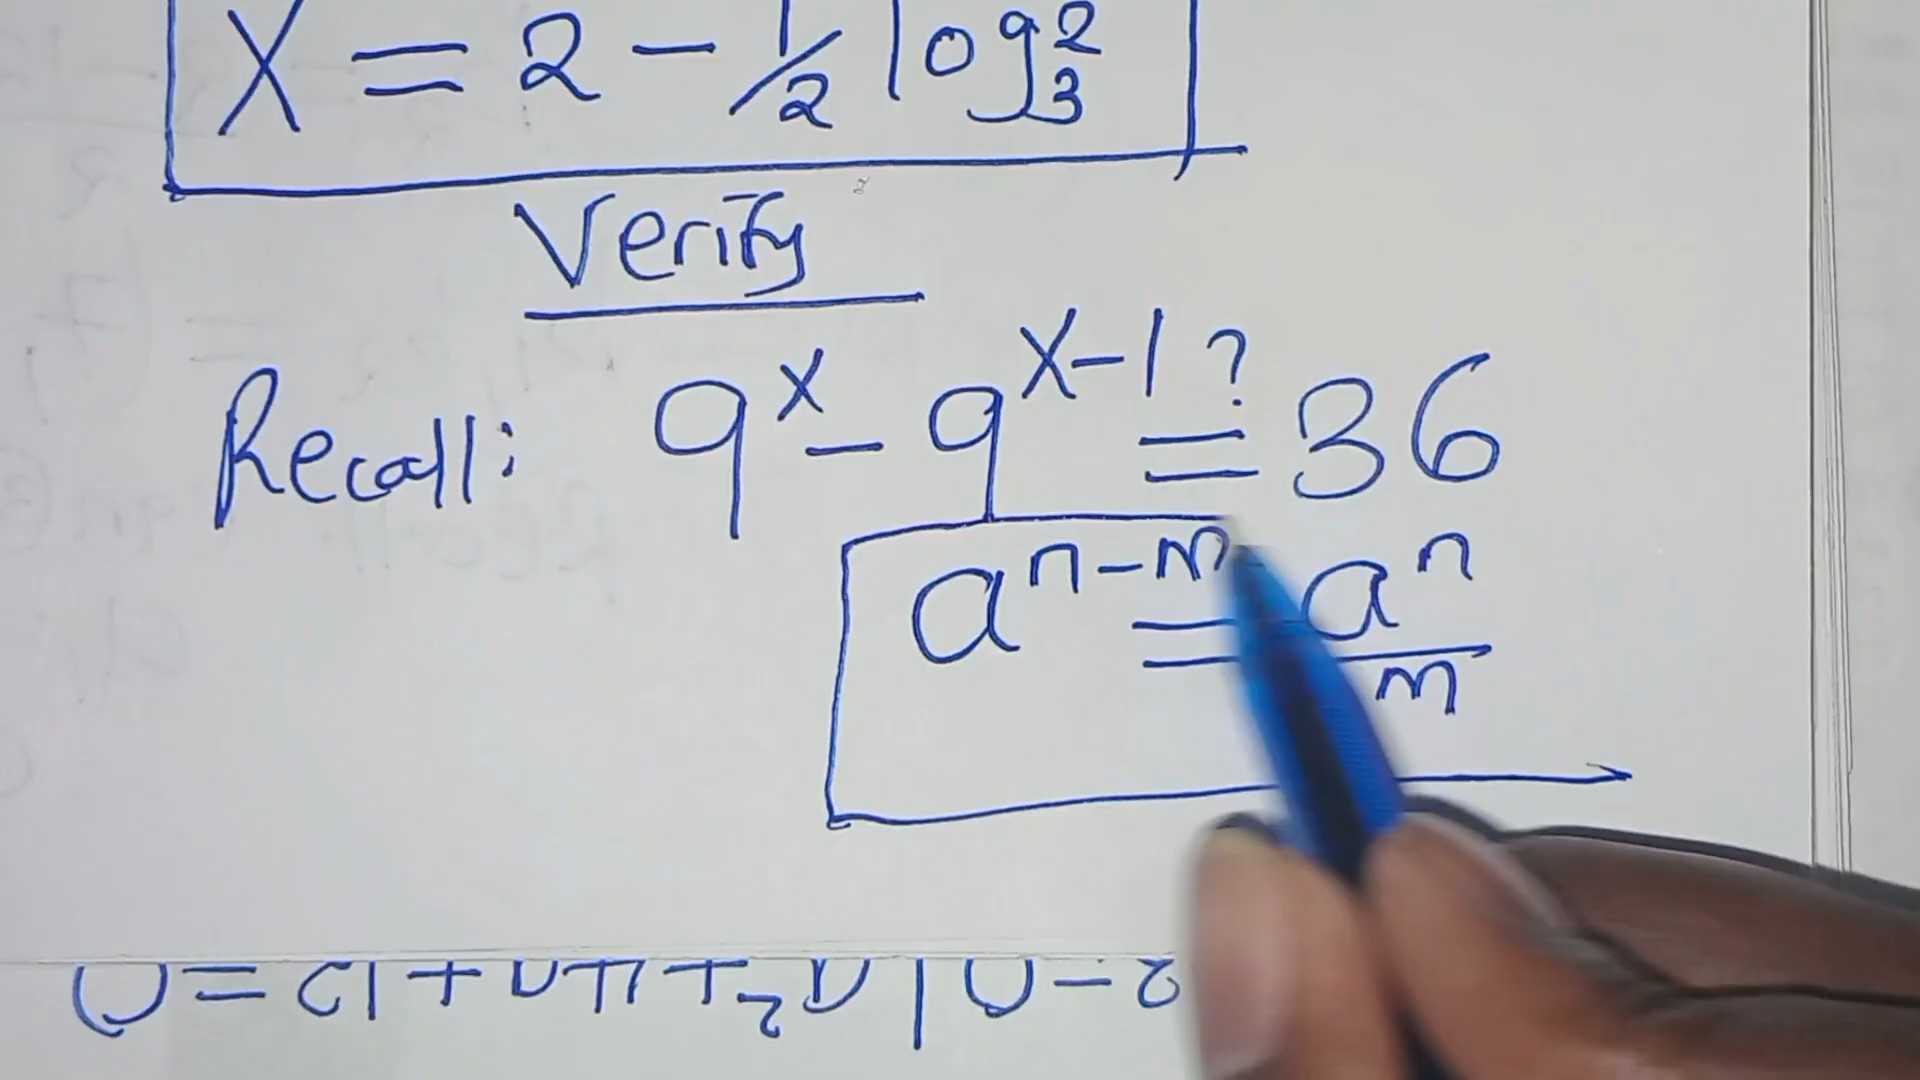 X = 2 - 1/2 log₃²
Verify
Recall: 9^x - 9^(x-1) ?= 36
a^(n-m) = a^n / m